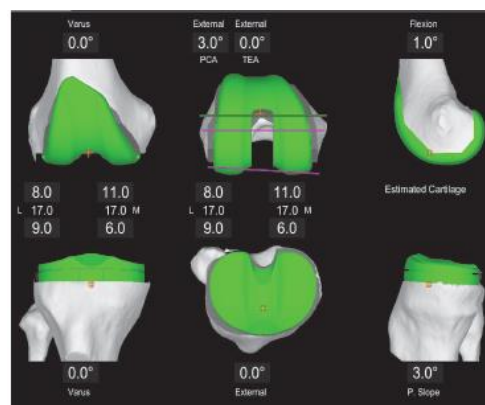 Varus External External Flexion
0.0° 3.0° 0.0° 1.0°
PCA TEA
8.0 11.0 8.0 11.0 Estimated Cartilage
L 17.0 17.0 M L 17.0 17.0 M
9.0 6.0 9.0 6.0
0.0° 0.0° 3.0°
Varus External P. Slope